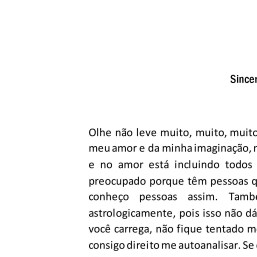 Since
Olhe não leve muito, muito, muito
meu amor e da minha imaginação,
e no amor está incluindo todos
preocupado porque têm pessoas q
conheço pessoas assim. Tamb
astrologicamente, pois isso não dá
você carrega, não fique tentado m
consigo direito me autoanalisar. Se